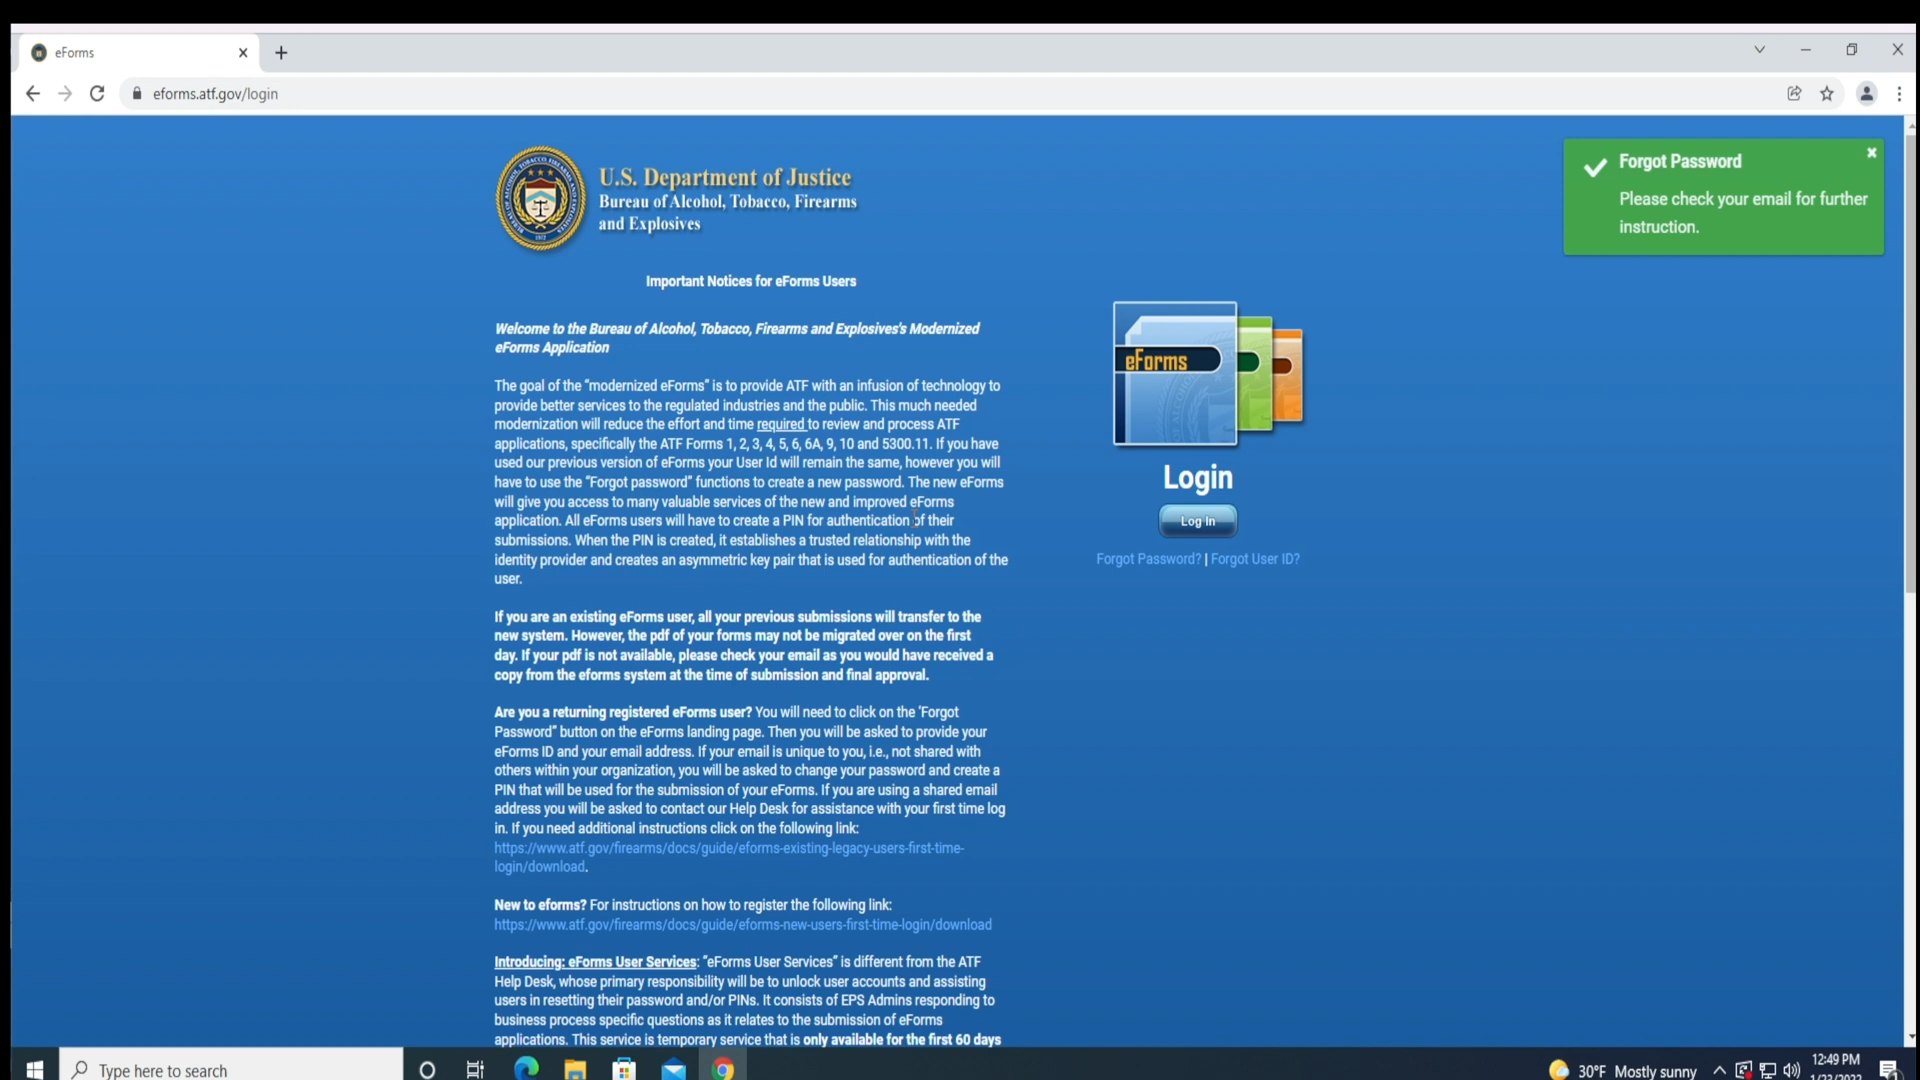 eForms
eforms.atf.gov/login
U.S. Department of Justice
Bureau of Alcohol, Tobacco, Firearms
and Explosives
Forgot Password
Please check your email for further
instruction.
Important Notices for eForms Users
Welcome to the Bureau of Alcohol, Tobacco, Firearms and Explosives's Modernized
eForms Application
The goal of the "modernized eForms" is to provide ATF with an infusion of technology to
provide better services to the regulated industries and the public. This much needed
modernization will reduce the effort and time required to review and process ATF
applications, specifically the ATF Forms 1, 2, 3, 4, 5, 6, 6A, 9, 10 and 5300.11. If you have
used our previous version of eForms your User Id will remain the same, however you will
have to use the "Forgot password" functions to create a new password. The new eForms
will give you access to many valuable services of the new and improved eForms
application. All eForms users will have to create a PIN for authentication of their
submissions. When the PIN is created, it establishes a trusted relationship with the
identity provider and creates an asymmetric key pair that is used for authentication of the
user.
If you are an existing eForms user, all your previous submissions will transfer to the
new system. However, the pdf of your forms may not be migrated over on the first
day. If your pdf is not available, please check your email as you would have received a
copy from the eforms system at the time of submission and final approval.
Are you a returning registered eForms user? You will need to click on the 'Forgot
Password" button on the eForms landing page. Then you will be asked to provide your
eForms ID and your email address. If your email is unique to you, i.e., not shared with
others within your organization, you will be asked to change your password and create a
PIN that will be used for the submission of your eForms. If you are using a shared email
address you will be asked to contact our Help Desk for assistance with your first time log
in. If you need additional instructions click on the following link:
https://www.atf.gov/firearms/docs/guide/eforms-existing-legacy-users-first-time-
login/download.
New to eforms? For instructions on how to register the following link:
https://www.atf.gov/firearms/docs/guide/eforms-new-users-first-time-login/download
Introducing: eForms User Services: "eForms User Services" is different from the ATF
Help Desk, whose primary responsibility will be to unlock user accounts and assisting
users in resetting their password and/or PINs. It consists of EPS Admins responding to
business process specific questions as it relates to the submission of eForms
applications. This service is temporary service that is only available for the first 60 days
eForms
Login
Log In
Forgot Password? | Forgot User ID?
Type here to search
30°F Mostly sunny
12:49 PM